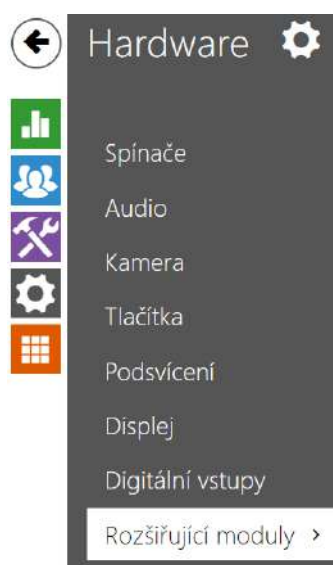 Hardware
Spínače
Audio
Kamera
Tlačítka
Podsvícení
Displej
Digitální vstupy
Rozšiřující moduly